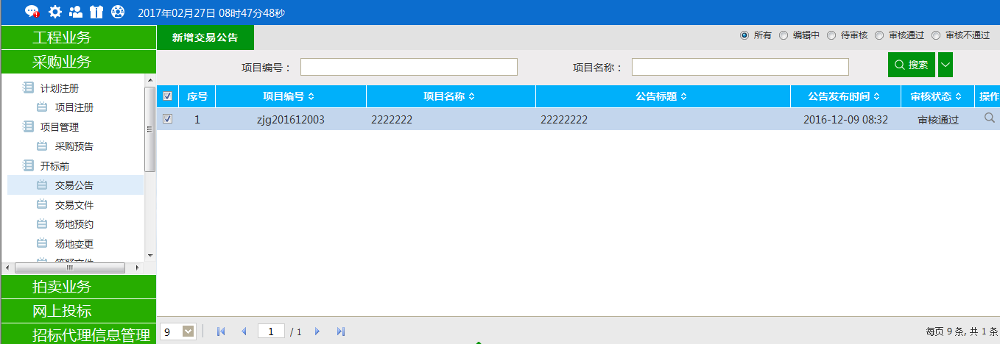 2017年02月27日 08时47分48秒
工程业务
采购业务
计划注册
项目注册
项目管理
采购预告
开标前
交易公告
交易文件
场地预约
场地变更
答疑文件
拍卖业务
网上投标
招标代理信息管理
新增交易公告
所有 编辑中 待审核 审核通过 审核不通过
项目编号： 项目名称： 搜索
序号 项目编号 项目名称 公告标题 公告发布时间 审核状态 操作
1 zjg201612003 2222222 22222222 2016-12-09 08:32 审核通过
9 1 / 1 每页 9 条, 共 1 条